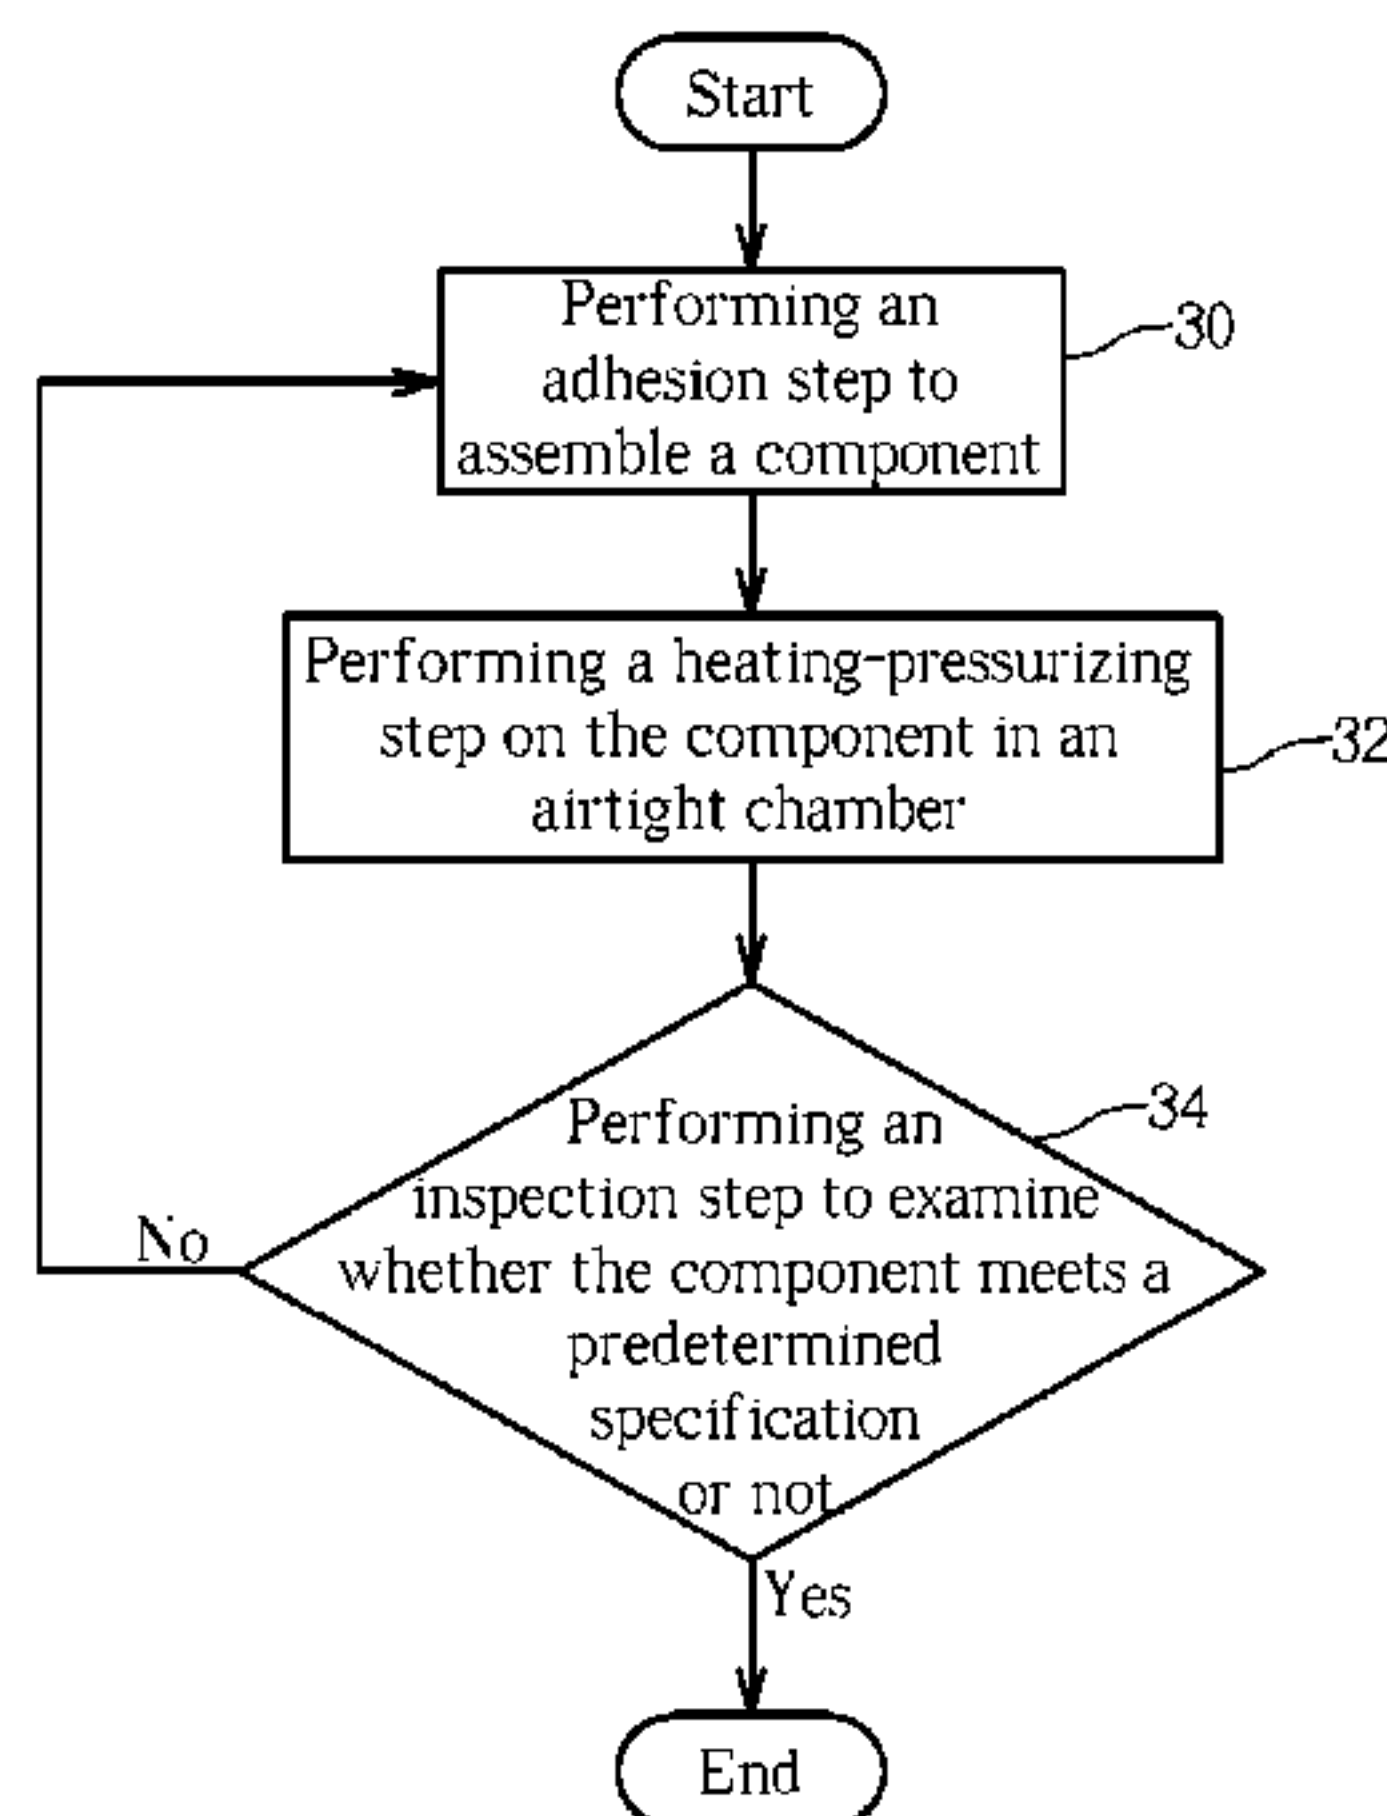 Start
Performing an
adhesion step to
assemble a component
30
Performing a heating-pressurizing
step on the component in an
airtight chamber
32
Performing an
34
inspection step to examine
whether the component meets a
predetermined
specification
or not
No
Yes
End